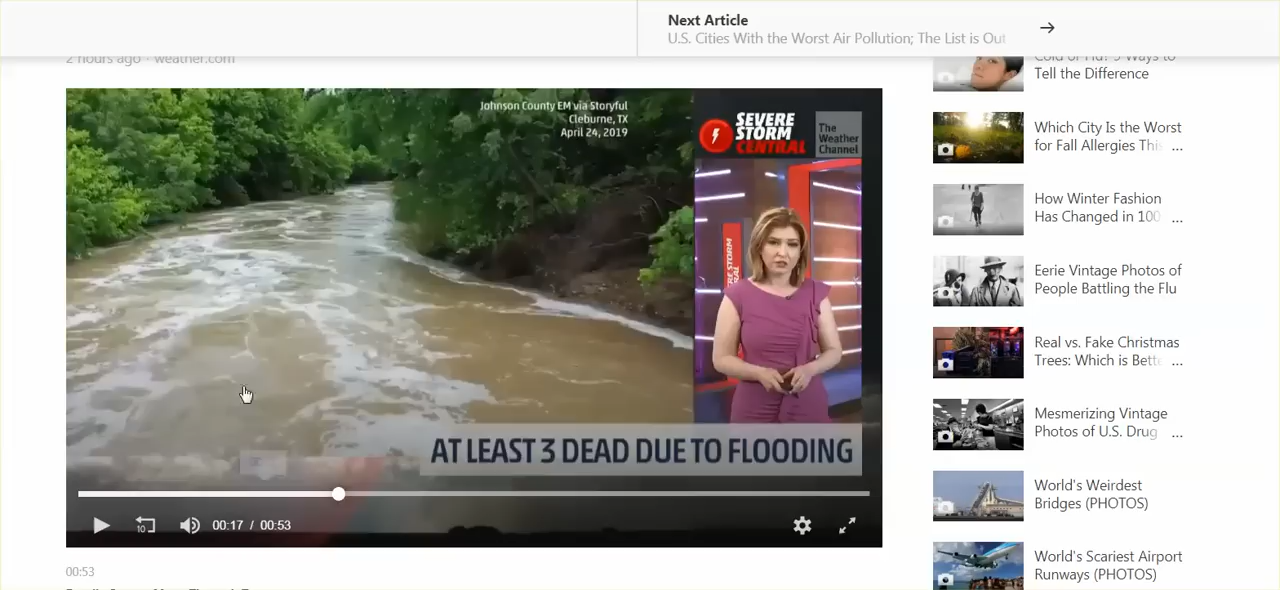 Next Article
U.S. Cities With the Worst Air Pollution; The List is Out
2 hours ago · weather.com
Johnson County EM via Storyful
Cleburne, TX
April 24, 2019
SEVERE
STORM
CENTRAL
The
Weather
Channel
AT LEAST 3 DEAD DUE TO FLOODING
10
00:17 / 00:53
00:53
Tell the Difference
Which City Is the Worst
for Fall Allergies This ...
How Winter Fashion
Has Changed in 100 ...
Eerie Vintage Photos of
People Battling the Flu
Real vs. Fake Christmas
Trees: Which is Bette ...
Mesmerizing Vintage
Photos of U.S. Drug ...
World's Weirdest
Bridges (PHOTOS)
World's Scariest Airport
Runways (PHOTOS)